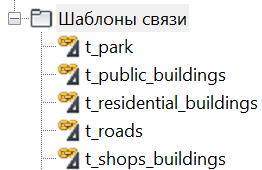 Шаблоны связи
t_park
t_public_buildings
t_residential_buildings
t_roads
t_shops_buildings